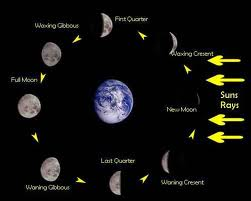 Waxing Gibbous
First Quarter
Waxing Cresent
Full Moon
Suns
Rays
New Moon
Waning Gibbous
Last Quarter
Waning Cresent